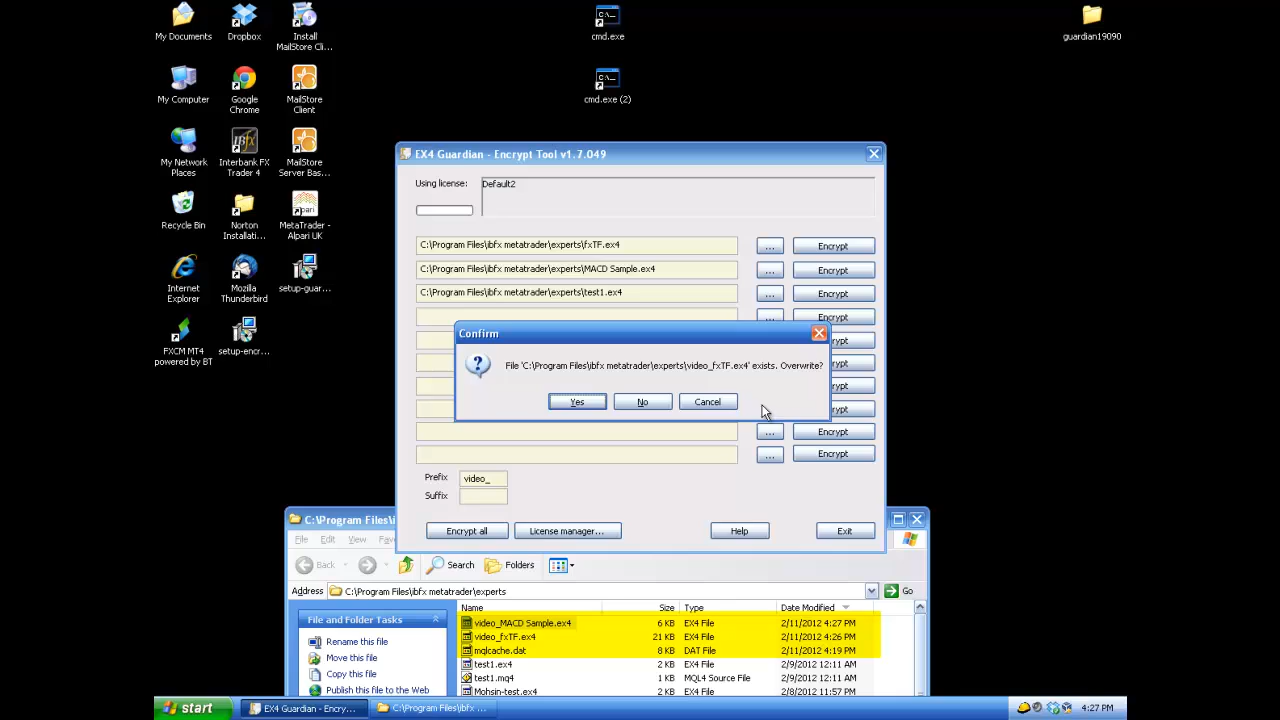 My Documents
Dropbox
Install
MailStore Cli...
cmd.exe
guardian19090
My Computer
Google
Chrome
MailStore
Client
cmd.exe (2)
My Network
Places
Interbank FX
Trader 4
MailStore
Server Bas...
Recycle Bin
Norton
Installati...
MetaTrader -
Alpari UK
Internet
Explorer
Mozilla
Thunderbird
setup-guar...
FXCM MT4
powered by BT
setup-encr...
EX4 Guardian - Encrypt Tool v1.7.049
Using license:
Default2
C:\Program Files\ibfx metatrader\experts\fxTF.ex4
...
Encrypt
C:\Program Files\ibfx metatrader\experts\MACD Sample.ex4
...
Encrypt
C:\Program Files\ibfx metatrader\experts\test1.ex4
...
Encrypt
...
Encrypt
Confirm
File 'C:\Program Files\ibfx metatrader\experts\video_fxTF.ex4' exists. Overwrite?
Yes
No
Cancel
rypt
rypt
rypt
rypt
...
Encrypt
...
Encrypt
Prefix
video_
Suffix
Encrypt all
License manager...
Help
Exit
C:\Program Files\i
File
Edit
View
Fav
Back
Search
Folders
Address
C:\Program Files\ibfx metatrader\experts
Go
File and Folder Tasks
Rename this file
Move this file
Copy this file
Publish this file to the Web
Name
Size
Type
Date Modified
video_MACD Sample.ex4
6 KB
EX4 File
2/11/2012 4:27 PM
video_fxTF.ex4
21 KB
EX4 File
2/11/2012 4:26 PM
mqlcache.dat
8 KB
DAT File
2/11/2012 4:19 PM
test1.ex4
2 KB
EX4 File
2/9/2012 12:11 AM
test1.mq4
2 KB
MQL4 Source File
2/9/2012 12:11 AM
Mohsin-test.ex4
2 KB
EX4 File
2/8/2012 11:57 PM
start
EX4 Guardian - Encry...
C:\Program Files\ibfx ...
4:27 PM